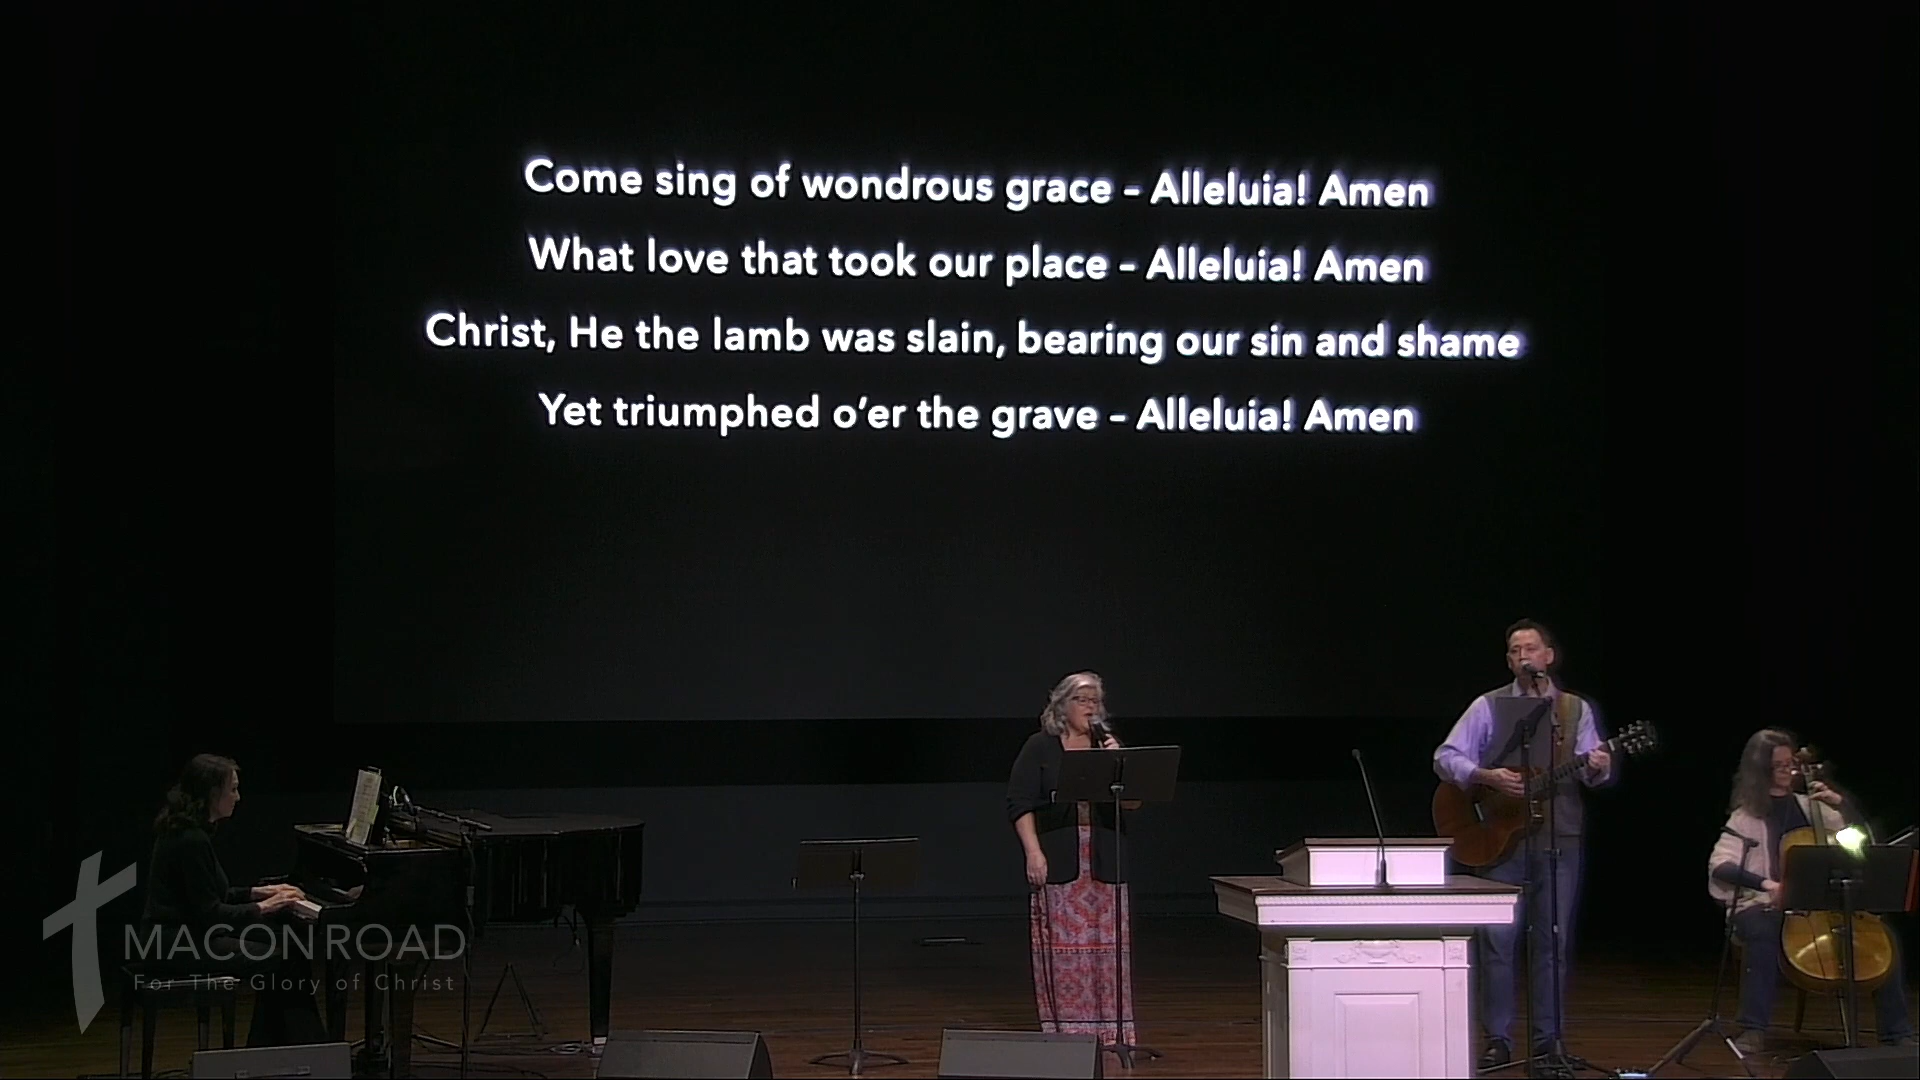 Come sing of wondrous grace – Alleluia! Amen
What love that took our place – Alleluia! Amen
Christ, He the lamb was slain, bearing our sin and shame
Yet triumphed o’er the grave – Alleluia! Amen
MACON ROAD
For The Glory of Christ